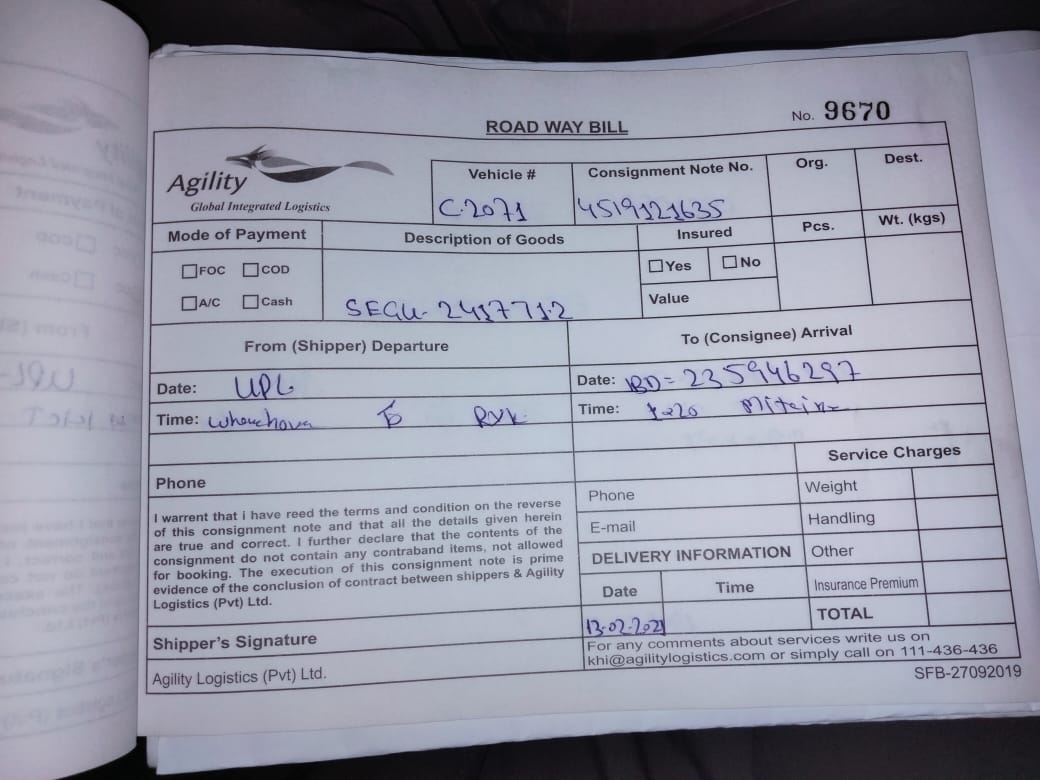 No. 9670
ROAD WAY BILL
Agility
Global Integrated Logistics
Vehicle #
C-2071
Consignment Note No.
4519121635
Org.
Dest.
Mode of Payment
FOC COD
A/C Cash
Description of Goods
SEGU-
Insured
Yes No
Value
Pcs.
Wt. (kgs)
From (Shipper) Departure
Date: UPL
Time: To RYK
To (Consignee) Arrival
Date: IBD=235946297
Time:
Phone
I warrent that i have reed the terms and condition on the reverse
of this consignment note and that all the details given herein
are true and correct. I further declare that the contents of the
consignment do not contain any contraband items, not allowed
for booking. The execution of this consignment note is prime
evidence of the conclusion of contract between shippers & Agility
Logistics (Pvt) Ltd.
Shipper's Signature
Agility Logistics (Pvt) Ltd.
Phone
E-mail
DELIVERY INFORMATION
Date Time
13-02-2021
Service Charges
Weight
Handling
Other
Insurance Premium
TOTAL
For any comments about services write us on
khi@agilitylogistics.com or simply call on 111-436-436
SFB-27092019